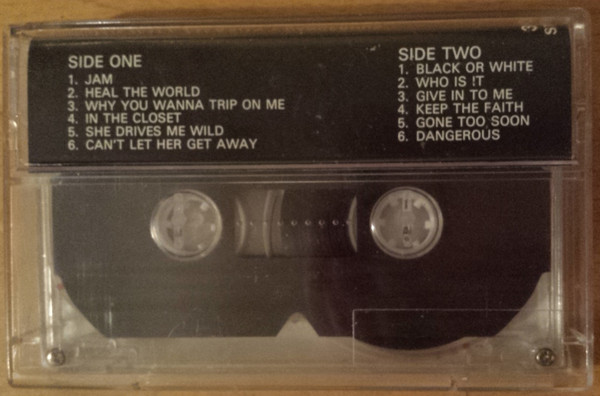 SIDE ONE
1. JAM
2. HEAL THE WORLD
3. WHY YOU WANNA TRIP ON ME
4. IN THE CLOSET
5. SHE DRIVES ME WILD
6. CAN'T LET HER GET AWAY
SIDE TWO
1. BLACK OR WHITE
2. WHO IS !T
3. GIVE IN TO ME
4. KEEP THE FAITH
5. GONE TOO SOON
6. DANGEROUS